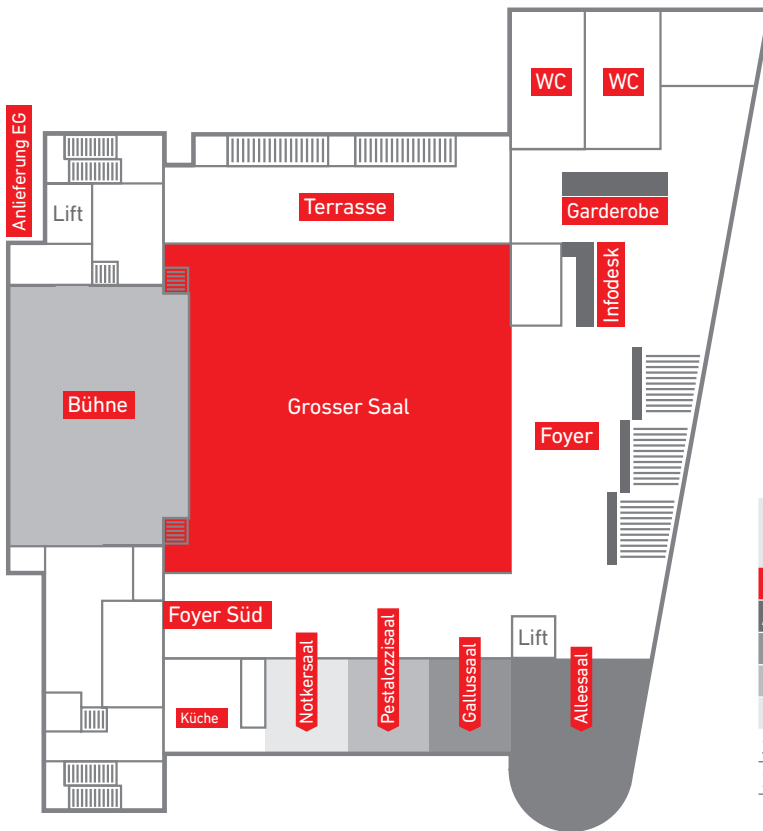 WC
WC
Anlieferung EG
Lift
Terrasse
Garderobe
Infodesk
Bühne
Grosser Saal
Foyer
Foyer Süd
Notkersaal
Pestalozzisaal
Gallussaal
Lift
Alleesaal
Küche